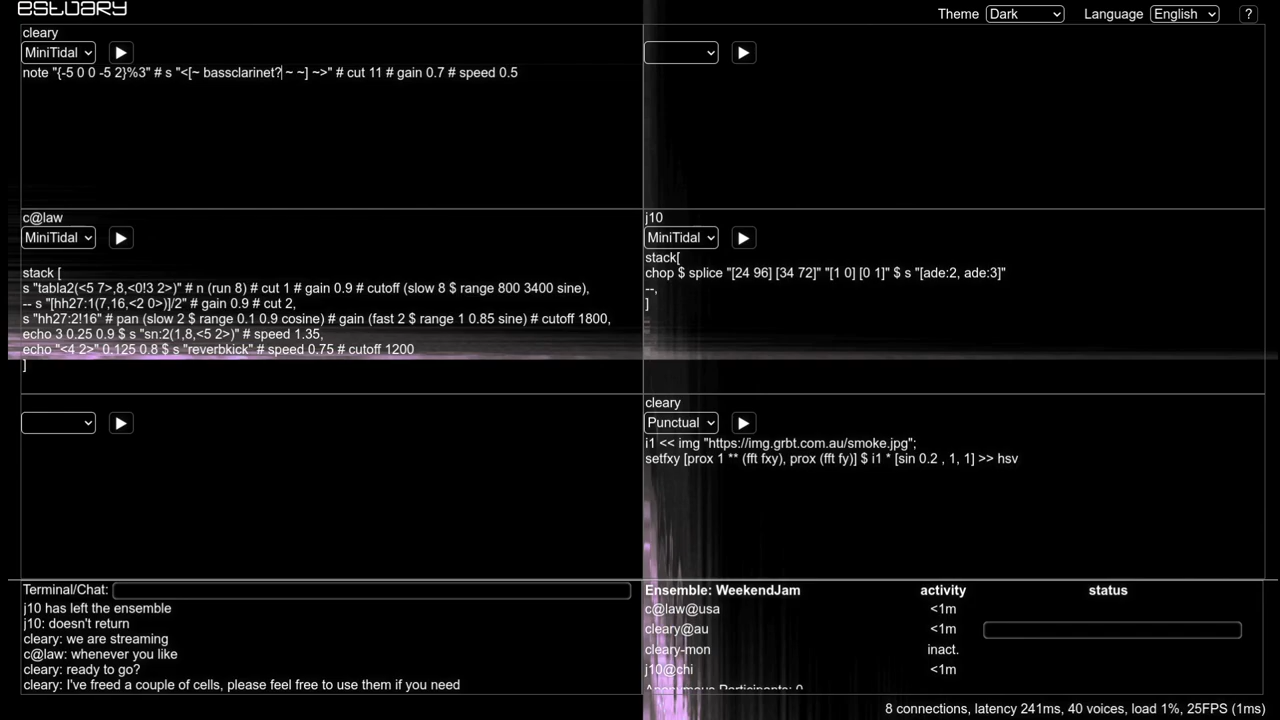 estuary
Theme Dark Language English ?
cleary
MiniTidal
note "{-5 0 0 -5 2}%3" # s "<[~ bassclarinet? ~ ~] ~>" # cut 11 # gain 0.7 # speed 0.5
c@law
MiniTidal
stack [
s "tabla2(<5 7>,8,<0!3 2>)" # n (run 8) # cut 1 # gain 0.9 # cutoff (slow 8 $ range 800 3400 sine),
-- s "[hh27:1(7,16,<2 0>)]/2" # gain 0.9 # cut 2,
s "hh27:2!16" # pan (slow 2 $ range 0.1 0.9 cosine) # gain (fast 2 $ range 1 0.85 sine) # cutoff 1800,
echo 3 0.25 0.9 $ s "sn:2(1,8,<5 2>)" # speed 1.35,
echo "<4 2>" 0.125 0.8 $ s "reverbkick" # speed 0.75 # cutoff 1200
]
j10
MiniTidal
stack[
chop $ splice "[24 96] [34 72]" "[1 0] [0 1]" $ s "[ade:2, ade:3]"
--,
]
cleary
Punctual
i1 << img "https://img.grbt.com.au/smoke.jpg";
setfxy [prox 1 ** (fft fxy), prox (fft fy)] $ i1 * [sin 0.2 , 1, 1] >> hsv
Terminal/Chat:
j10 has left the ensemble
j10: doesn't return
cleary: we are streaming
c@law: whenever you like
cleary: ready to go?
cleary: I've freed a couple of cells, please feel free to use them if you need
Ensemble: WeekendJam activity status
c@law@usa <1m
cleary@au <1m
cleary-mon inact.
j10@chi <1m
Anonymous Participants: 0
8 connections, latency 241ms, 40 voices, load 1%, 25FPS (1ms)